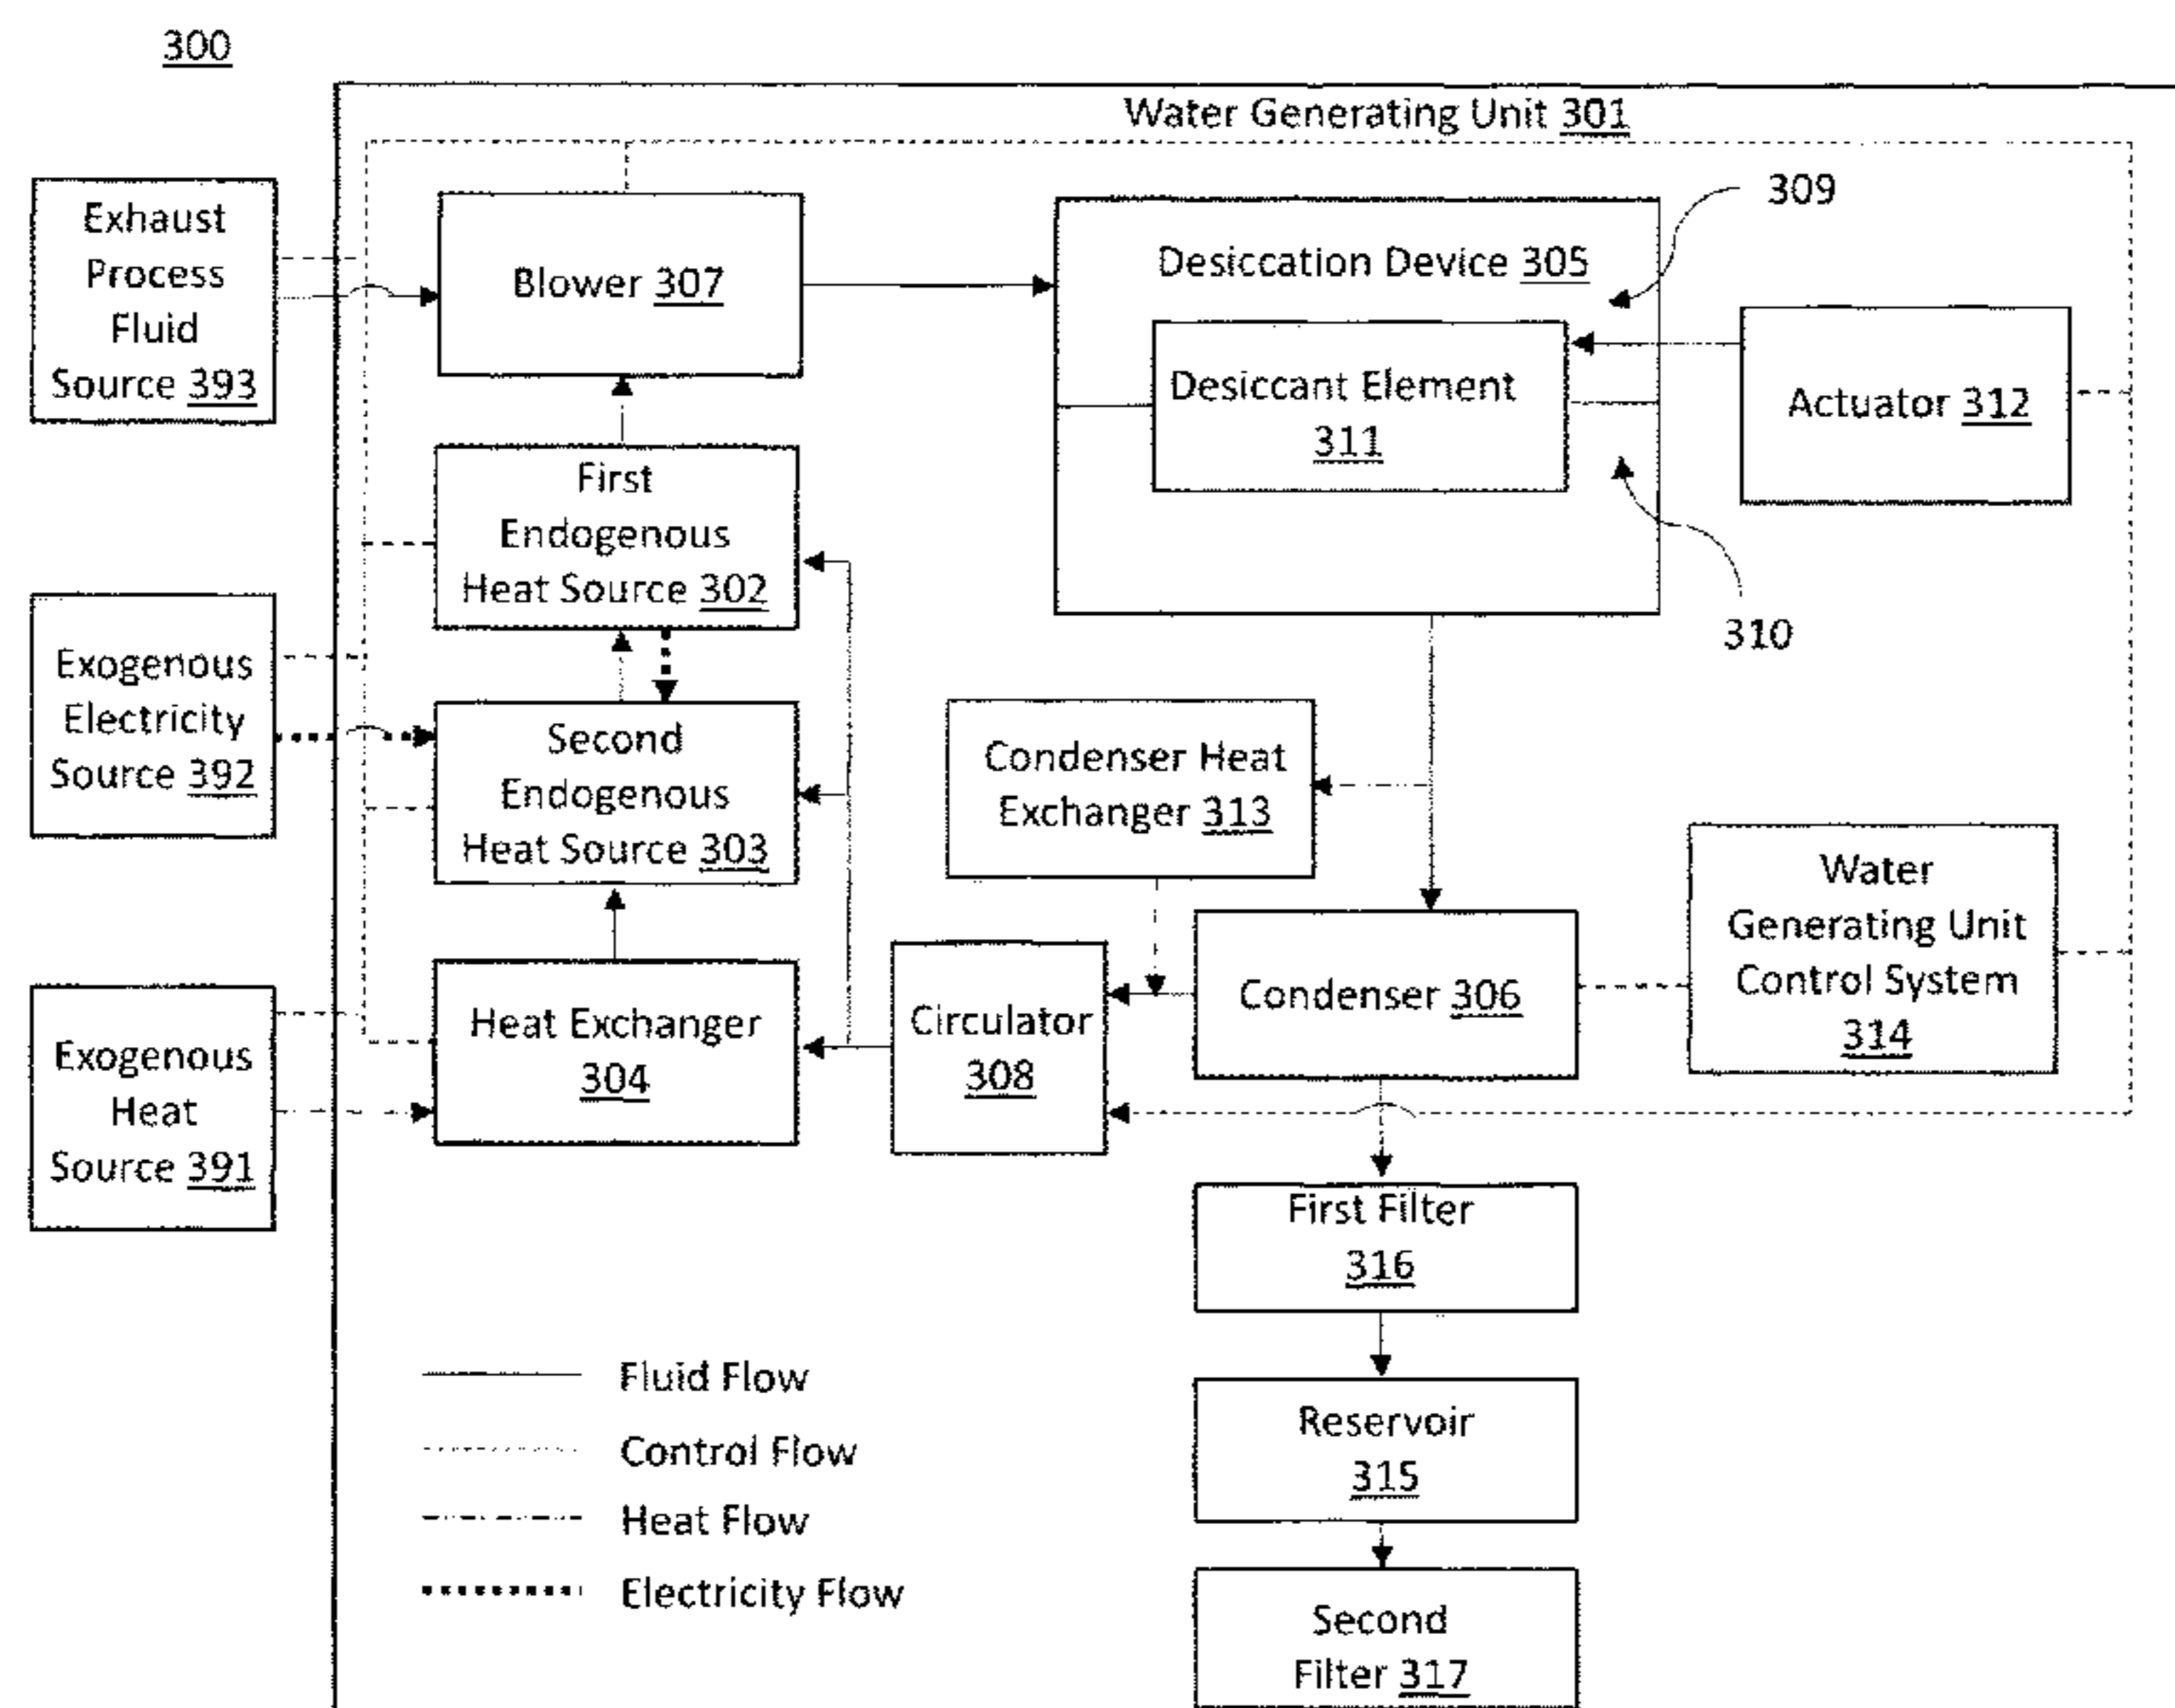 300
Water Generating Unit 301
Exhaust
Process
Fluid
Source 393
Blower 307
Desiccation Device 305
309
Desiccant Element
311
Actuator 312
310
First
Endogenous
Heat Source 302
Exogenous
Electricity
Source 392
Second
Endogenous
Heat Source 303
Condenser Heat
Exchanger 313
Water
Generating Unit
Control System
314
Exogenous
Heat
Source 391
Heat Exchanger
304
Circulator
308
Condenser 306
First Filter
316
Reservoir
315
Second
Filter 317
Fluid Flow
Control Flow
Heat Flow
Electricity Flow